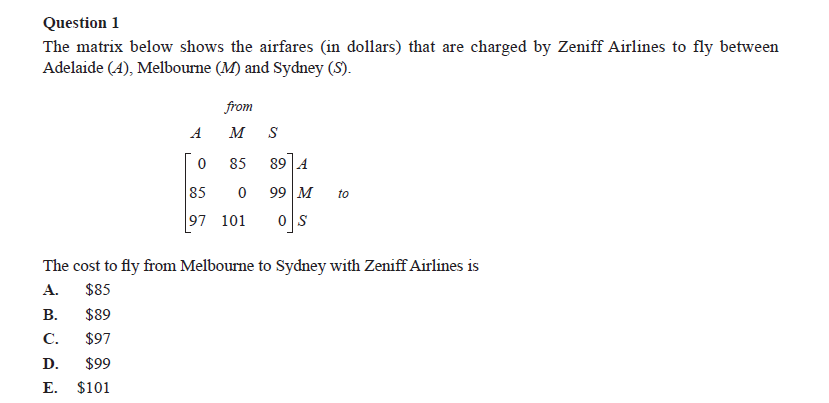 Question 1
The matrix below shows the airfares (in dollars) that are charged by Zeniff Airlines to fly between
Adelaide (A), Melbourne (M) and Sydney (S).
from
A M S
0 85 89 A
85 0 99 M to
97 101 0 S
The cost to fly from Melbourne to Sydney with Zeniff Airlines is
A. $85
B. $89
C. $97
D. $99
E. $101